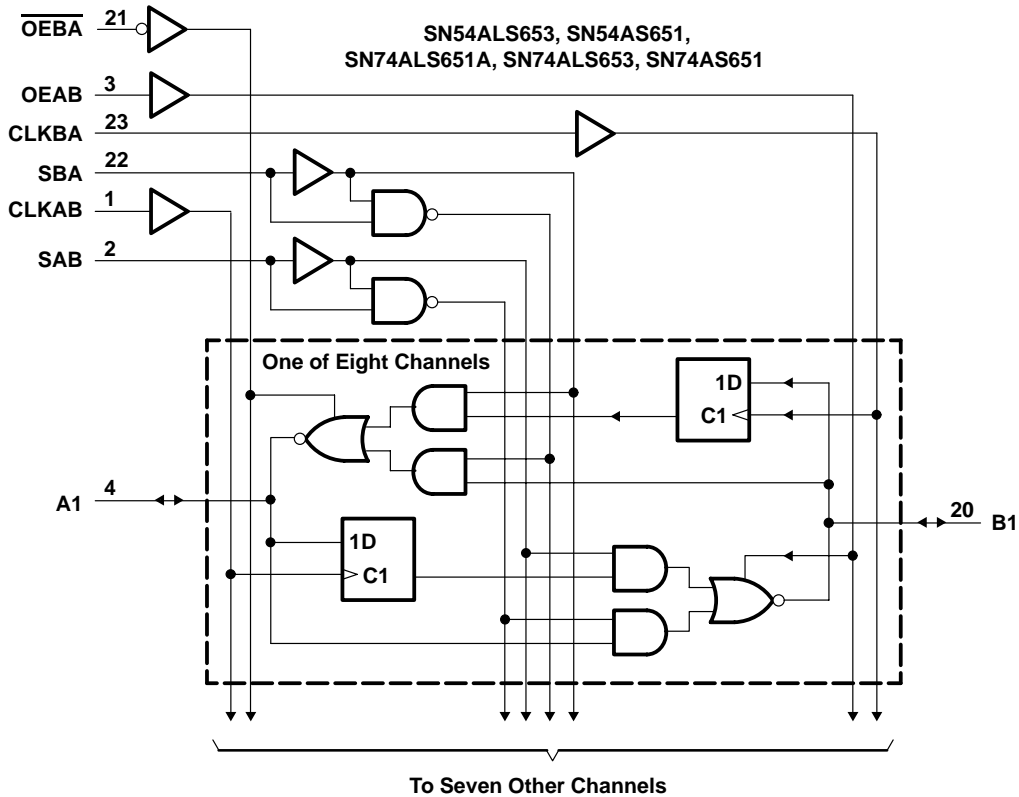 OEBA 21
SN54ALS653, SN54AS651,
SN74ALS651A, SN74ALS653, SN74AS651
OEAB 3
CLKBA 23
SBA 22
CLKAB 1
SAB 2
One of Eight Channels
1D
C1
A1 4
20 B1
1D
C1
To Seven Other Channels